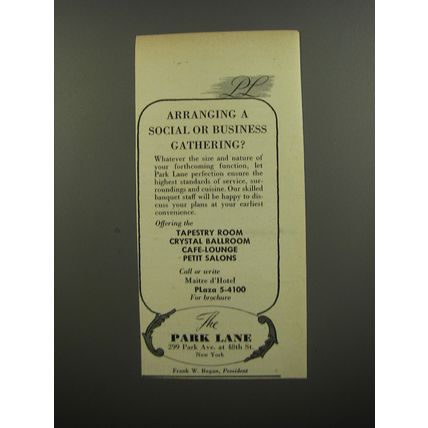 PL
ARRANGING A
SOCIAL OR BUSINESS
GATHERING?
Whatever the size and nature of
your forthcoming function, let
Park Lane perfection ensure the
highest standards of service, sur-
roundings and cuisine. Our skilled
banquet staff will be happy to dis-
cuss your plans at your earliest
convenience.
Offering the
TAPESTRY ROOM
CRYSTAL BALLROOM
CAFE-LOUNGE
PETIT SALONS
Call or write
Maitre d'Hotel
PLaza 5-4100
For brochure
The
PARK LANE
299 Park Ave. at 48th St.
New York
Frank W. Regan, President